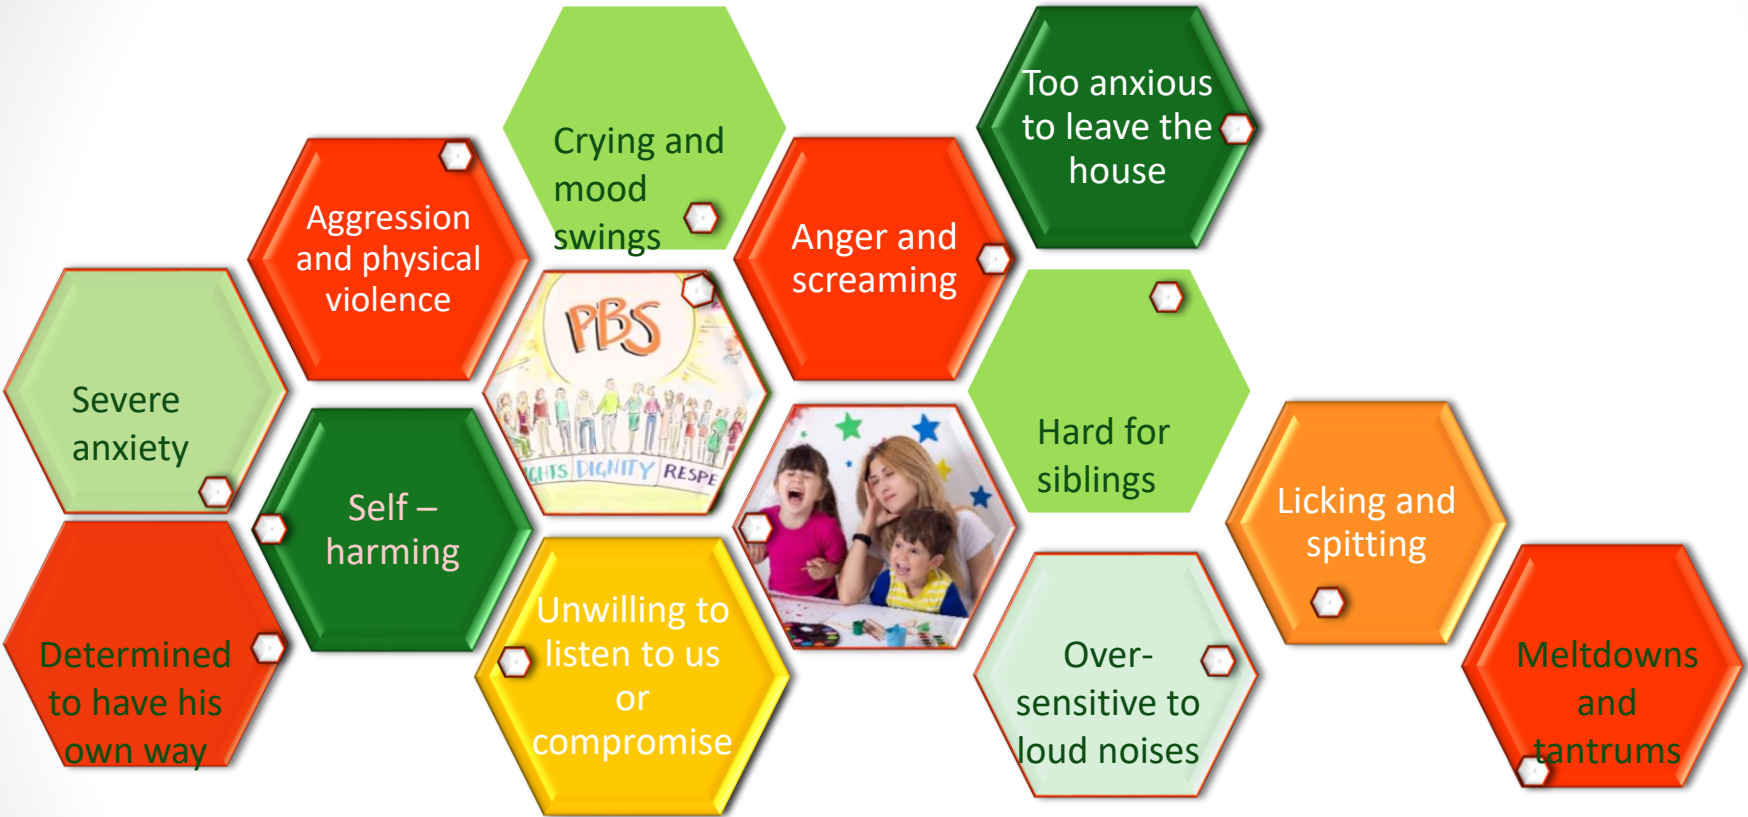 Too anxious
to leave the
house
Crying and
mood
swings
Aggression
and physical
violence
Anger and
screaming
PBS
GHTS DIGNITY RESPE
Severe
anxiety
Hard for
siblings
Self –
harming
Licking and
spitting
Unwilling to
listen to us
or
compromise
Determined
to have his
own way
Over-
sensitive to
loud noises
Meltdowns
and
tantrums